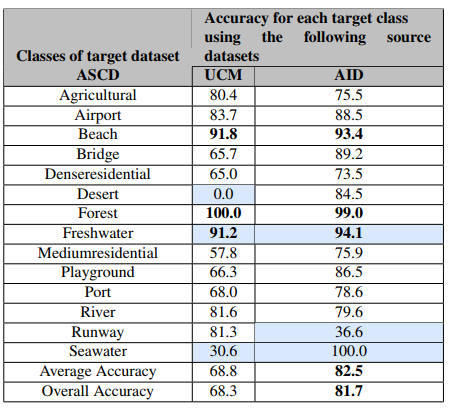 Accuracy for each target class
using the following source
Classes of target dataset datasets
ASCD UCM AID
Agricultural 80.4 75.5
Airport 83.7 88.5
Beach 91.8 93.4
Bridge 65.7 89.2
Denseresidential 65.0 73.5
Desert 0.0 84.5
Forest 100.0 99.0
Freshwater 91.2 94.1
Mediumresidential 57.8 75.9
Playground 66.3 86.5
Port 68.0 78.6
River 81.6 79.6
Runway 81.3 36.6
Seawater 30.6 100.0
Average Accuracy 68.8 82.5
Overall Accuracy 68.3 81.7